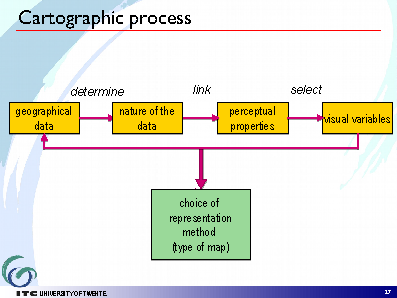 Cartographic process
determine
link
select
geographical
data
nature of the
data
perceptual
properties
visual variables
choice of
representation
method
(type of map)
ITC UNIVERSITY OF TWENTE.
27